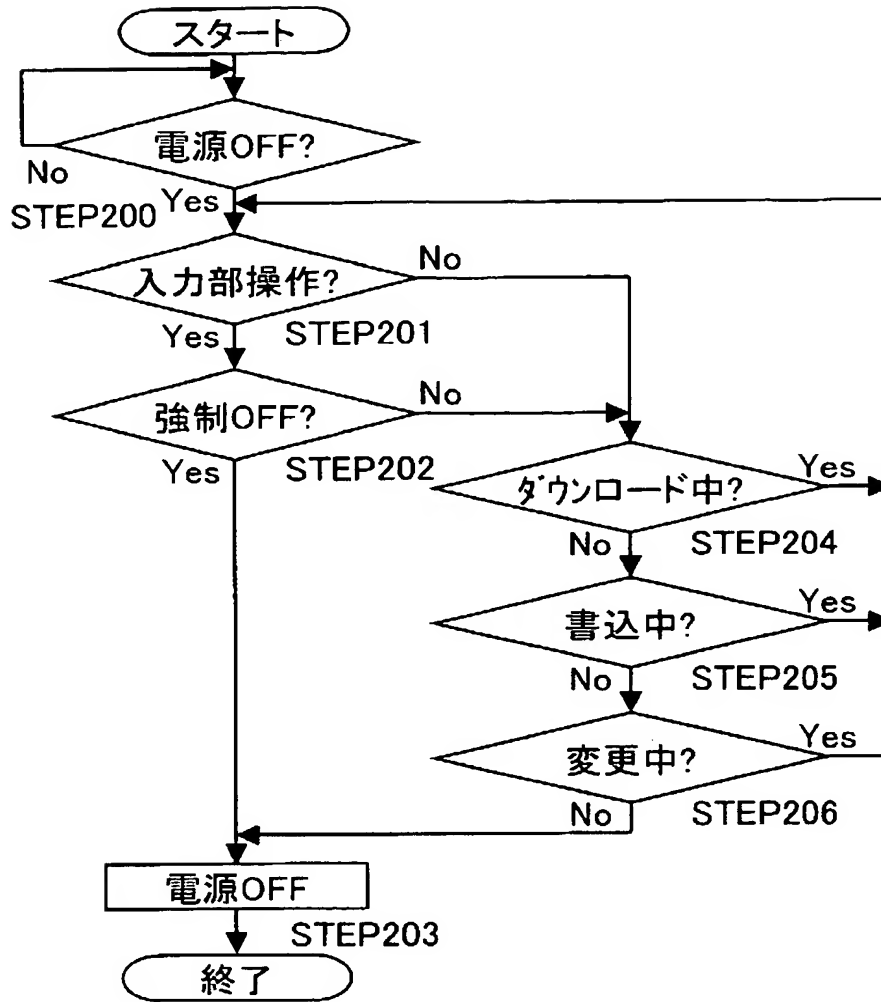 スタート
電源OFF?
No
Yes
STEP200
入力部操作?
No
Yes
STEP201
強制OFF?
No
Yes
STEP202
ダウンロード中?
Yes
No
STEP204
書込中?
Yes
No
STEP205
変更中?
Yes
No
STEP206
電源OFF
STEP203
終了